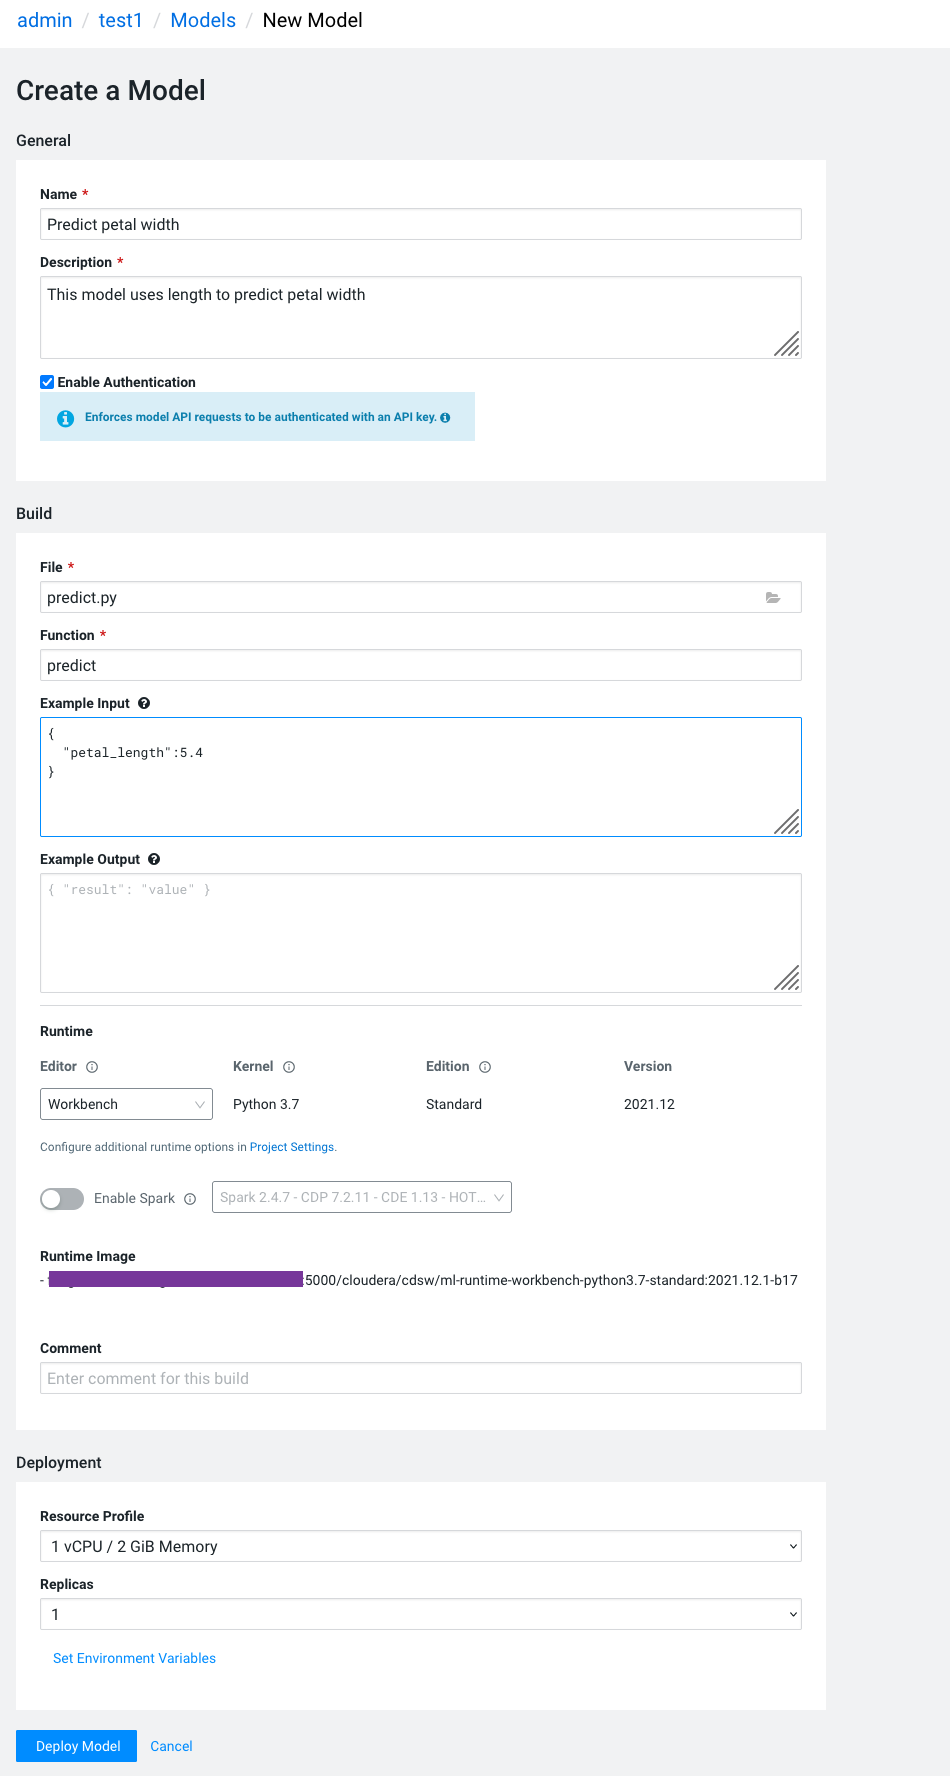 admin / test1 / Models / New Model
Create a Model
General
Name *
Predict petal width
Description *
This model uses length to predict petal width
Enable Authentication
Enforces model API requests to be authenticated with an API key.
Build
File *
predict.py
Function *
predict
Example Input
{
"petal_length":5.4
}
Example Output
{ "result": "value" }
Runtime
Editor Kernel Edition Version
Workbench Python 3.7 Standard 2021.12
Configure additional runtime options in Project Settings.
Enable Spark Spark 2.4.7 - CDP 7.2.11 - CDE 1.13 - HOT...
Runtime Image
- :5000/cloudera/cdsw/ml-runtime-workbench-python3.7-standard:2021.12.1-b17
Comment
Enter comment for this build
Deployment
Resource Profile
1 vCPU / 2 GiB Memory
Replicas
1
Set Environment Variables
Deploy Model Cancel